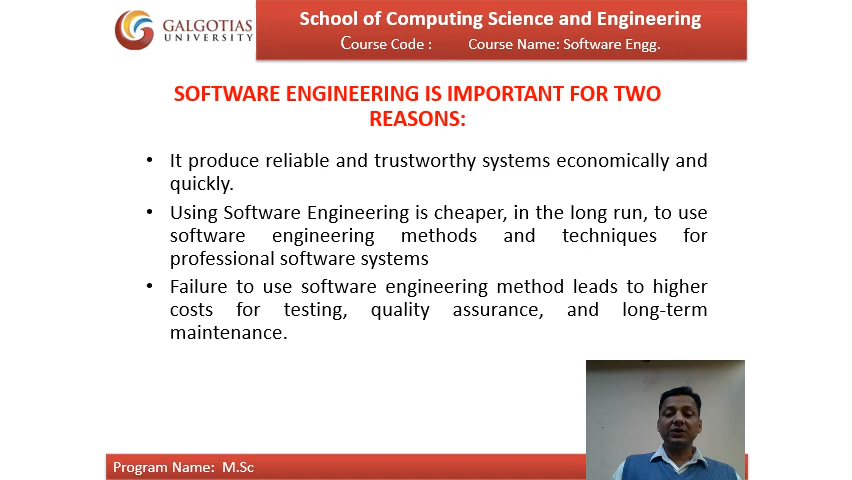 GALGOTIAS
UNIVERSITY
School of Computing Science and Engineering
Course Code : Course Name: Software Engg.
SOFTWARE ENGINEERING IS IMPORTANT FOR TWO
REASONS:
• It produce reliable and trustworthy systems economically and
quickly.
• Using Software Engineering is cheaper, in the long run, to use
software engineering methods and techniques for
professional software systems
• Failure to use software engineering method leads to higher
costs for testing, quality assurance, and long-term
maintenance.
Program Name: M.Sc